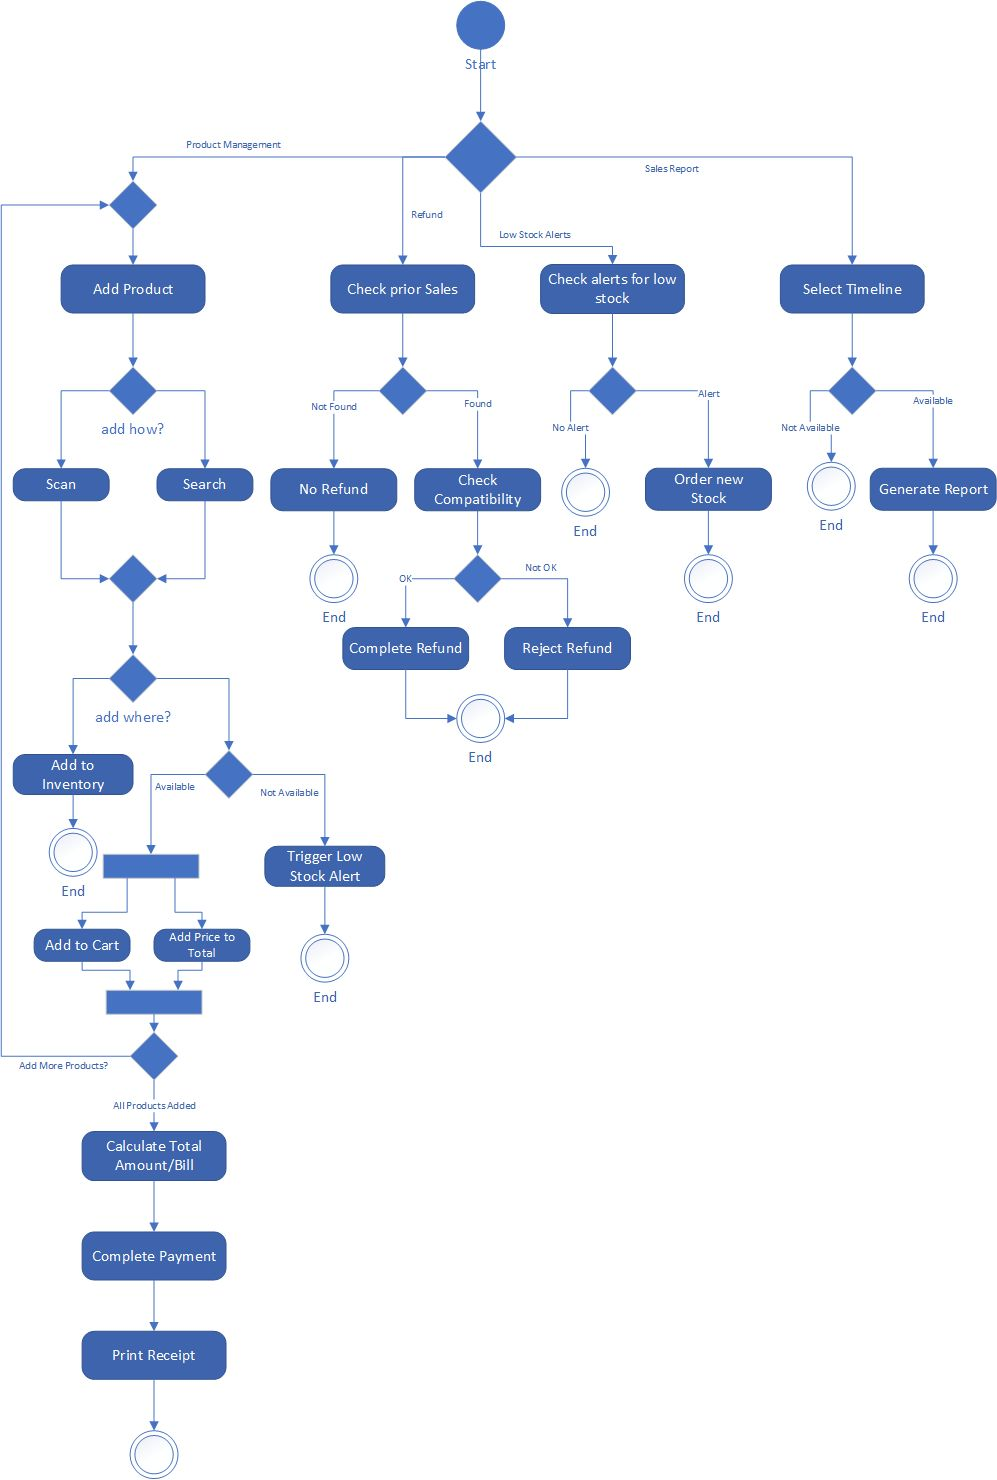 Start
Product Management
Sales Report
Refund
Low Stock Alerts
Add Product
Check prior Sales
Check alerts for low
stock
Select Timeline
add how?
Not Found
Found
No Alert
Alert
Not Available
Available
Scan
Search
No Refund
Check
Compatibility
End
Order new
Stock
End
Generate Report
End
OK
Not OK
End
End
Complete Refund
Reject Refund
End
add where?
Add to
Inventory
Available
Not Available
End
Trigger Low
Stock Alert
Add to Cart
Add Price to
Total
End
Add More Products?
All Products Added
Calculate Total
Amount/Bill
Complete Payment
Print Receipt